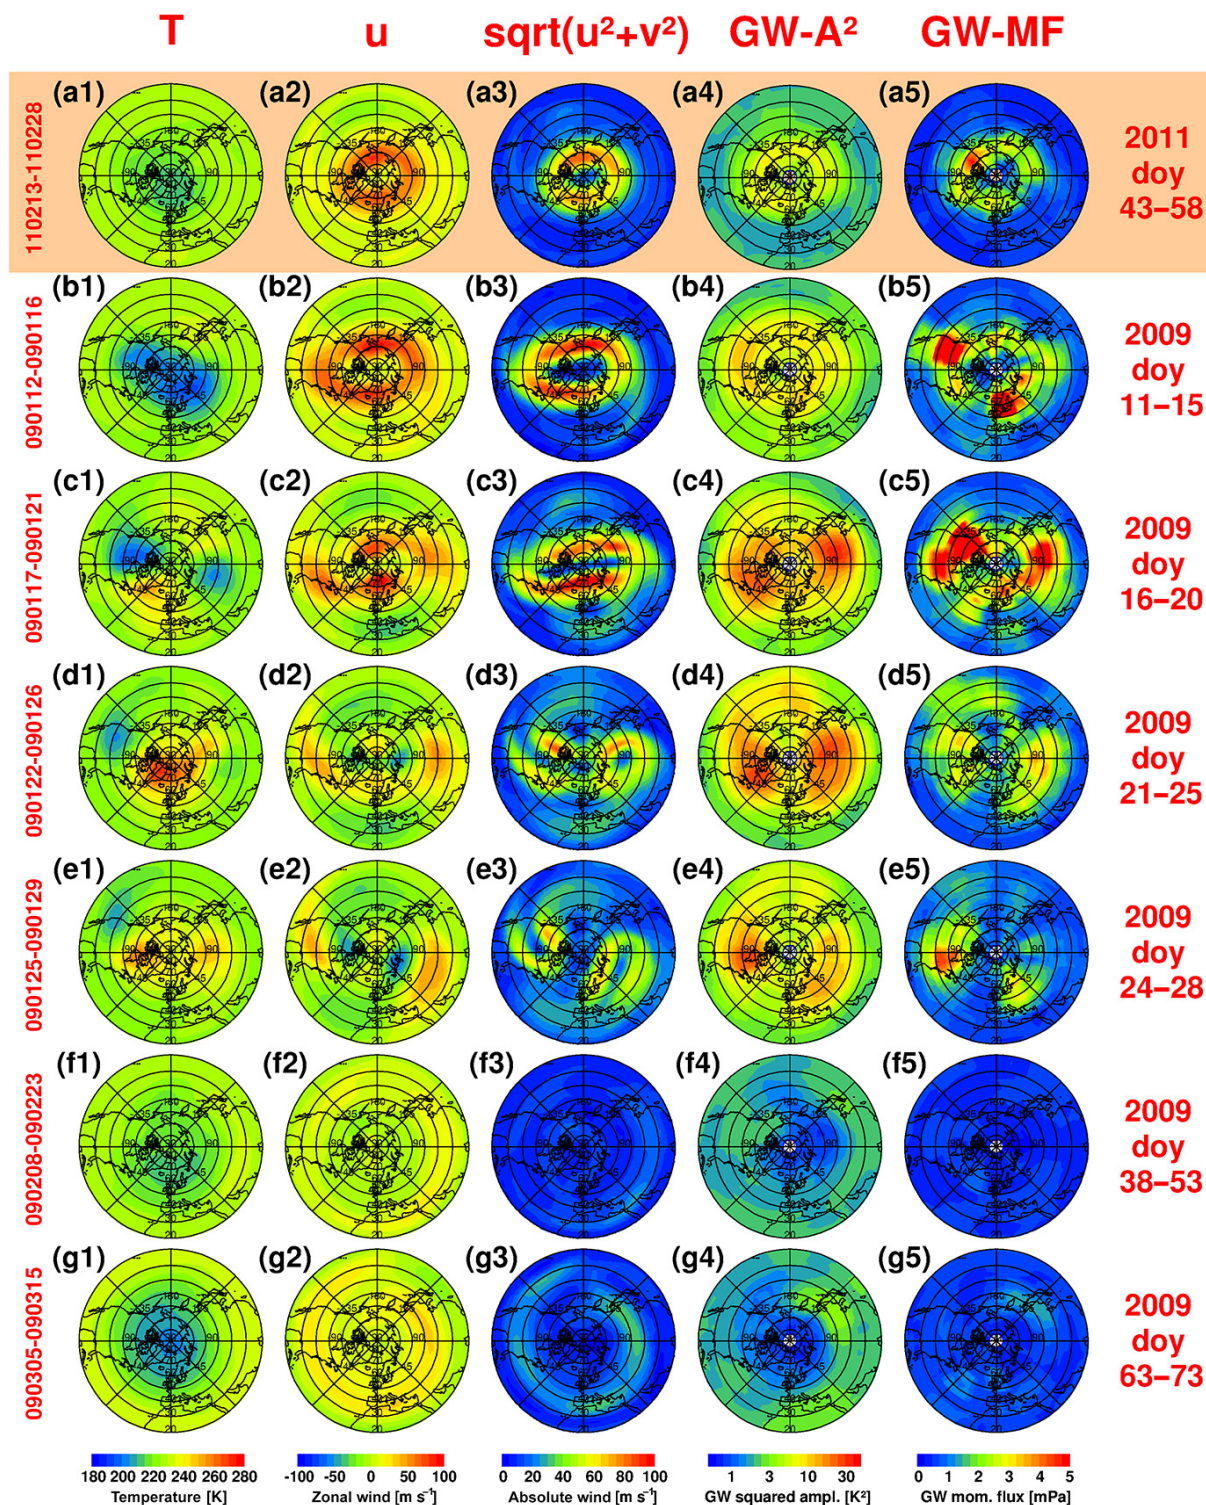 T u sqrt(u²+v²) GW-A² GW-MF
110213-110228
(a1) (a2) (a3) (a4) (a5)
2011
doy
43–58
090112-090116
(b1) (b2) (b3) (b4) (b5)
2009
doy
11–15
090117-090121
(c1) (c2) (c3) (c4) (c5)
2009
doy
16–20
090122-090126
(d1) (d2) (d3) (d4) (d5)
2009
doy
21–25
090125-090129
(e1) (e2) (e3) (e4) (e5)
2009
doy
24–28
090208-090223
(f1) (f2) (f3) (f4) (f5)
2009
doy
38–53
090305-090315
(g1) (g2) (g3) (g4) (g5)
2009
doy
63–73
180 200 220 240 260 280
Temperature [K]
-100 -50 0 50 100
Zonal wind [m s⁻¹]
0 20 40 60 80 100
Absolute wind [m s⁻¹]
1 3 10 30
GW squared ampl. [K²]
0 1 2 3 4 5
GW mom. flux [mPa]